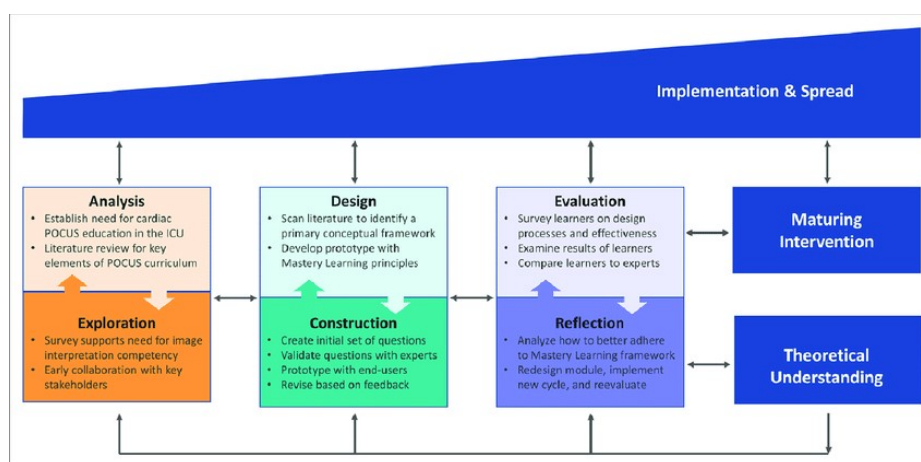 Implementation & Spread
Analysis
• Establish need for cardiac
POCUS education in the ICU
• Literature review for key
elements of POCUS curriculum
Exploration
• Survey supports need for image
interpretation competency
• Early collaboration with key
stakeholders
Design
• Scan literature to identify a
primary conceptual framework
• Develop prototype with
Mastery Learning principles
Construction
• Create initial set of questions
• Validate questions with experts
• Prototype with end-users
• Revise based on feedback
Evaluation
• Survey learners on design
processes and effectiveness
• Examine results of learners
• Compare learners to experts
Reflection
• Analyze how to better adhere
to Mastery Learning framework
• Redesign module, implement
new cycle, and reevaluate
Maturing
Intervention
Theoretical
Understanding